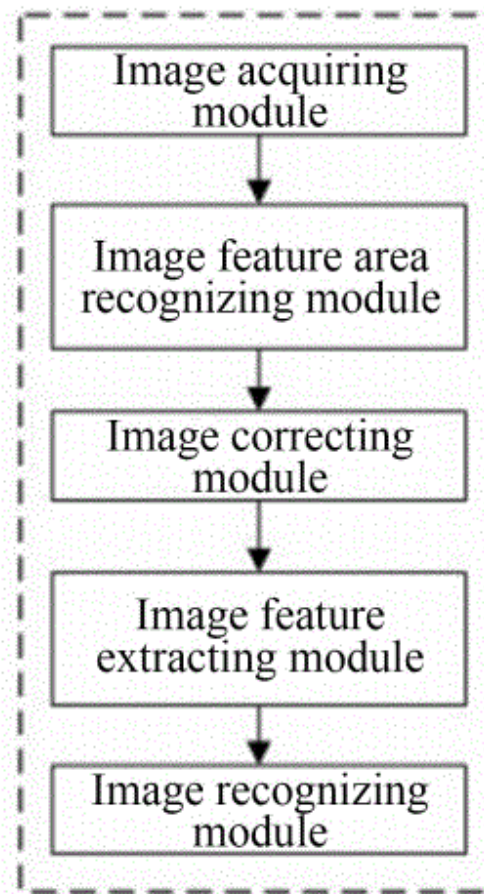 Image acquiring
module
Image feature area
recognizing module
Image correcting
module
Image feature
extracting module
Image recognizing
module